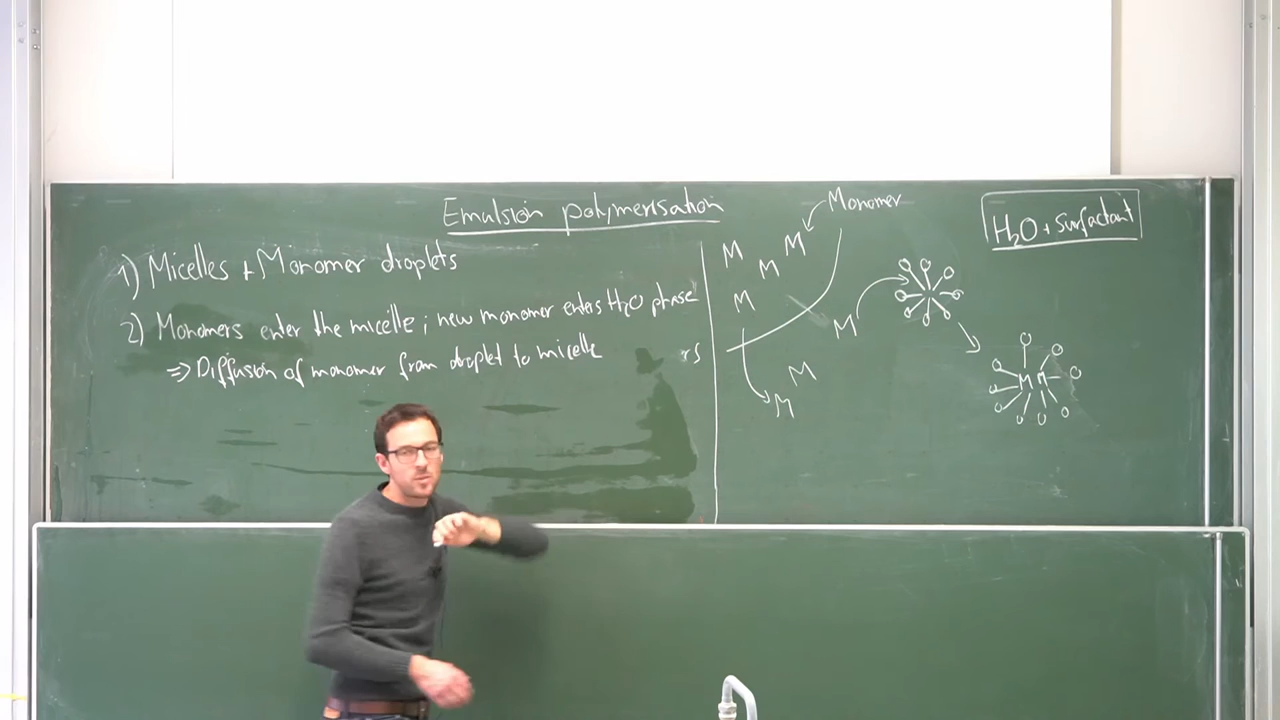 Emulsion polymerisation
1) Micelles + Monomer droplets
2) Monomers enter the micelle; new monomer enters H₂O phase
=> Diffusion of monomer from droplet to micelle
rs
Monomer
M M M
M
M
M
M
M M
H₂O + surfactant